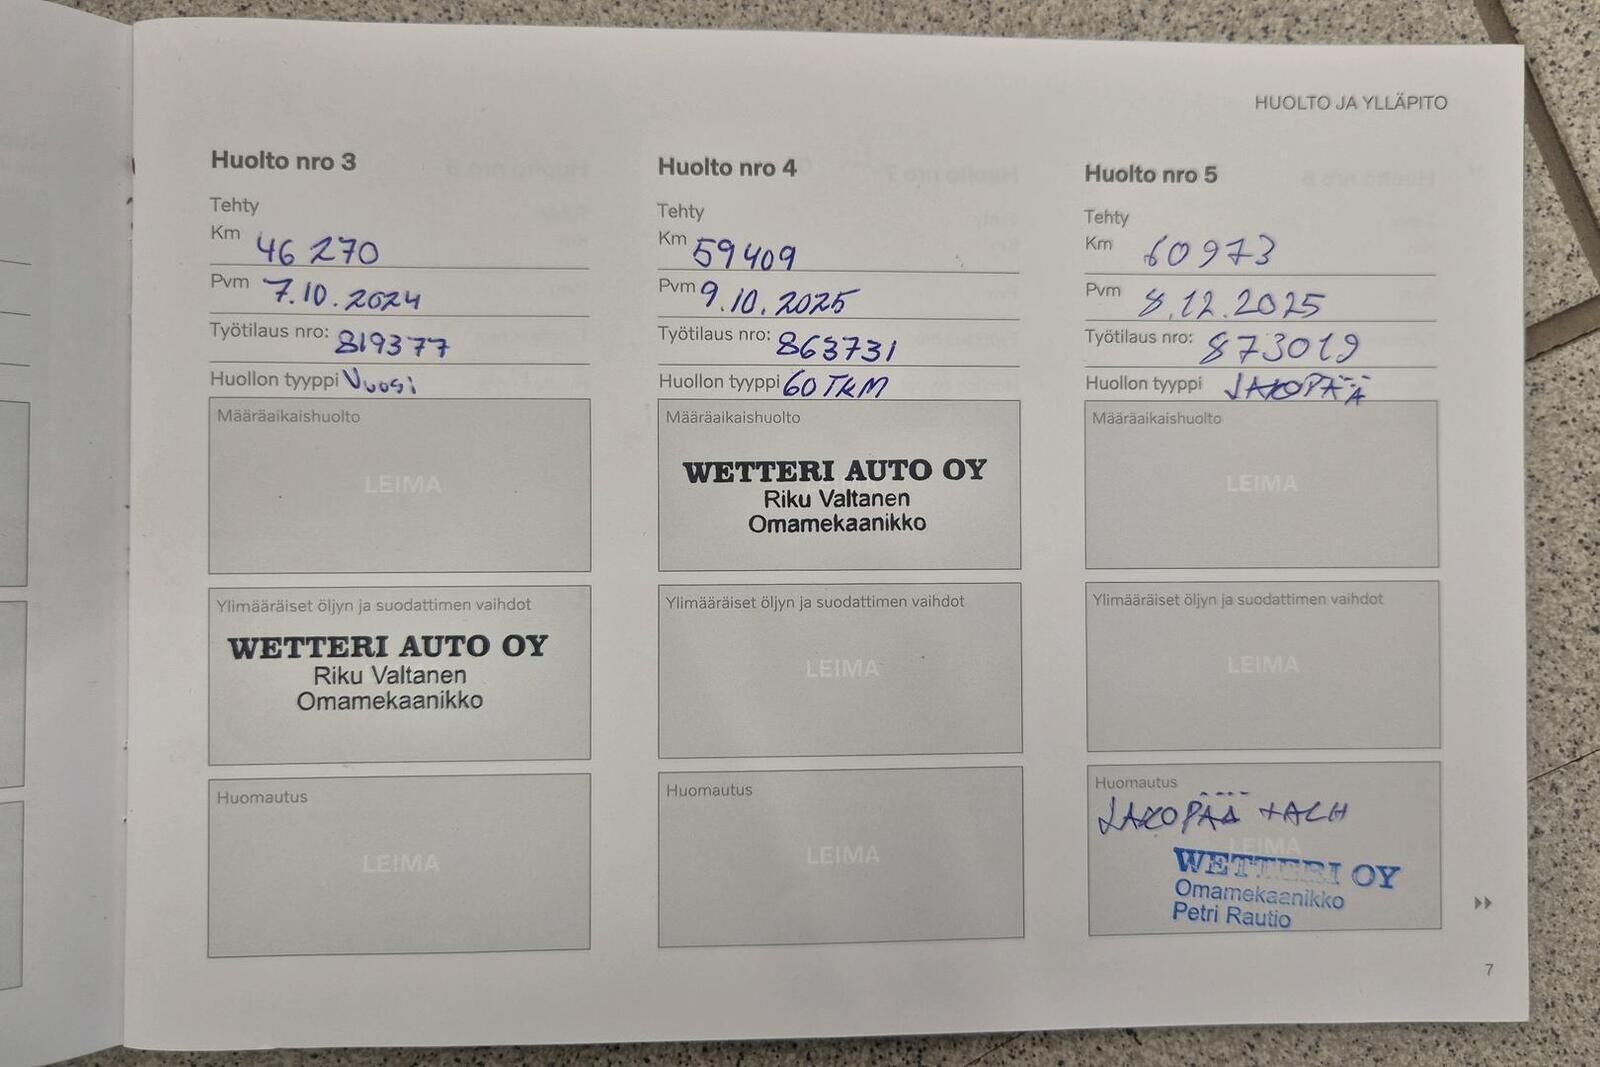 HUOLTO JA YLLÄPITO
Huolto nro 3
Tehty
Km 46 270
Pvm 7.10.2024
Työtilaus nro: 819377
Huollon tyyppi Vuosi
Määräaikaishuolto
LEIMA
Ylimääräiset öljyn ja suodattimen vaihdot
WETTERI AUTO OY
Riku Valtanen
Omamekaanikko
Huomautus
LEIMA
Huolto nro 4
Tehty
Km 59409
Pvm 9.10.2025
Työtilaus nro: 863731
Huollon tyyppi 60TKM
Määräaikaishuolto
WETTERI AUTO OY
Riku Valtanen
Omamekaanikko
Ylimääräiset öljyn ja suodattimen vaihdot
LEIMA
Huomautus
LEIMA
Huolto nro 5
Tehty
Km 60973
Pvm 8.12.2025
Työtilaus nro: 873019
Huollon tyyppi JAKOPÄÄ
Määräaikaishuolto
LEIMA
Ylimääräiset öljyn ja suodattimen vaihdot
LEIMA
Huomautus
JAKOPÄÄ
LEIMA
WETTERI OY
Omamekaanikko
Petri Rautio
7